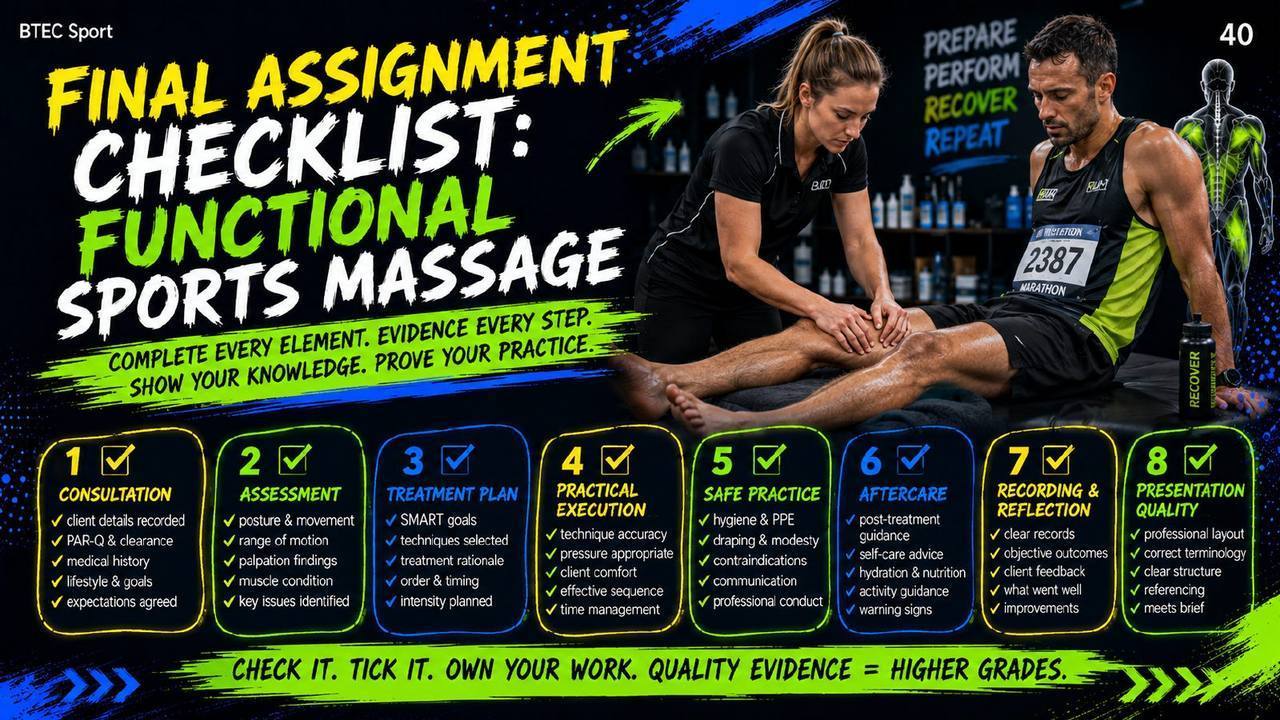 BTEC Sport
40
FINAL ASSIGNMENT
CHECKLIST:
FUNCTIONAL
SPORTS MASSAGE
COMPLETE EVERY ELEMENT. EVIDENCE EVERY STEP.
SHOW YOUR KNOWLEDGE. PROVE YOUR PRACTICE.
PREPARE
PERFORM
RECOVER
REPEAT
2387
MARATHON
RECOVER
1
CONSULTATION
client details recorded
PAR-Q & clearance
medical history
lifestyle & goals
expectations agreed
2
ASSESSMENT
posture & movement
range of motion
palpation findings
muscle condition
key issues identified
3
TREATMENT PLAN
SMART goals
techniques selected
treatment rationale
order & timing
intensity planned
4
PRACTICAL
EXECUTION
technique accuracy
pressure appropriate
client comfort
effective sequence
time management
5
SAFE PRACTICE
hygiene & PPE
draping & modesty
contraindications
communication
professional conduct
6
AFTERCARE
post-treatment
guidance
self-care advice
hydration & nutrition
activity guidance
warning signs
7
RECORDING &
REFLECTION
clear records
objective outcomes
client feedback
what went well
improvements
8
PRESENTATION
QUALITY
professional layout
correct terminology
clear structure
referencing
meets brief
CHECK IT. TICK IT. OWN YOUR WORK. QUALITY EVIDENCE = HIGHER GRADES.